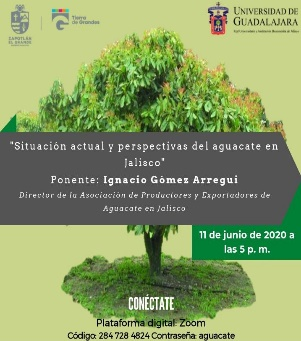 ZAPOTLÁN
EL GRANDE
Tierra
de Grandes
UNIVERSIDAD DE
GUADALAJARA
"Situación actual y perspectivas del aguacate en
Jalisco"
Ponente: Ignacio Gómez Arregui
Director de la Asociación de Productores y Exportadores de
Aguacate en Jalisco
11 de junio de 2020 a
las 5 p. m.
CONÉCTATE
Plataforma digital: Zoom
Código: 284 728 4824 Contraseña: aguacate